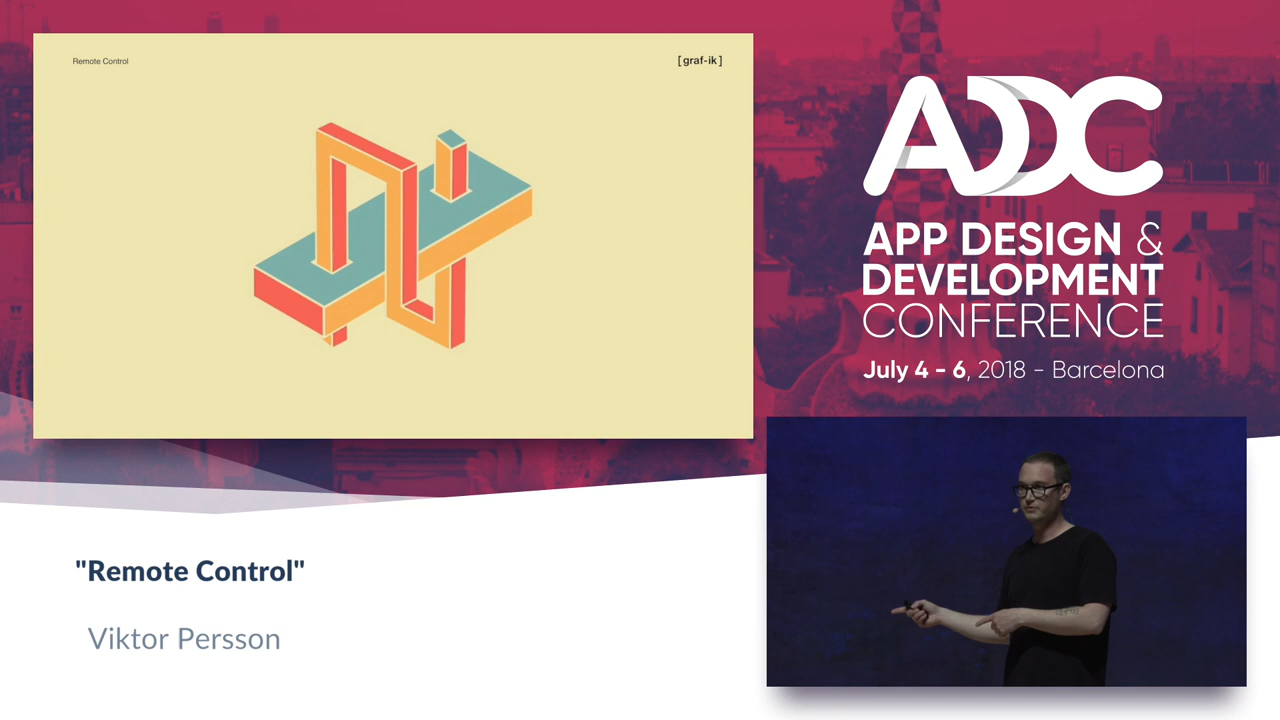 Remote Control
[graf-ik]
ADDC
APP DESIGN &
DEVELOPMENT
CONFERENCE
July 4 - 6, 2018 - Barcelona
"Remote Control"
Viktor Persson